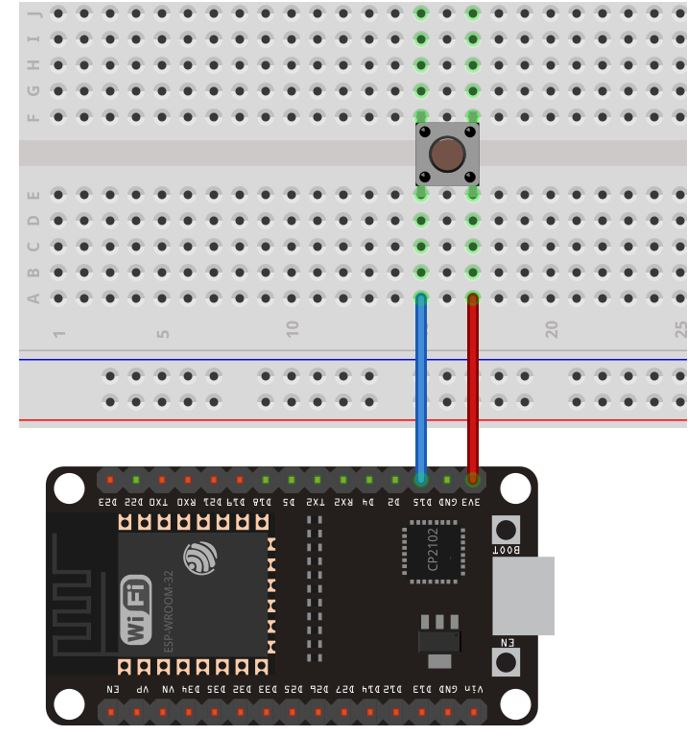 J
I
H
G
F
E
D
C
B
A
1 5 10 20 25
D23 D22 TX0 RX0 D21 D19 D18 D5 TX2 RX2 D4 D2 D15 GND 3V3
CP2102
BOOT
WiFi
ESP-WROOM-32
EN
EN VP VN D34 D35 D32 D33 D25 D26 D27 D14 D12 D13 GND Vin